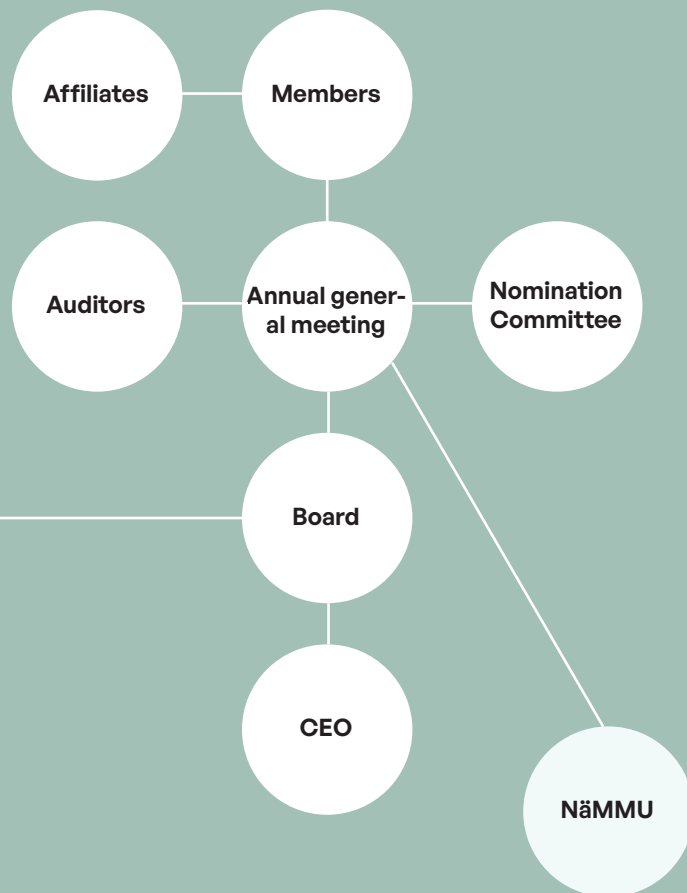 Affiliates
Members
Auditors
Annual gener-
al meeting
Nomination
Committee
Board
CEO
NäMMU